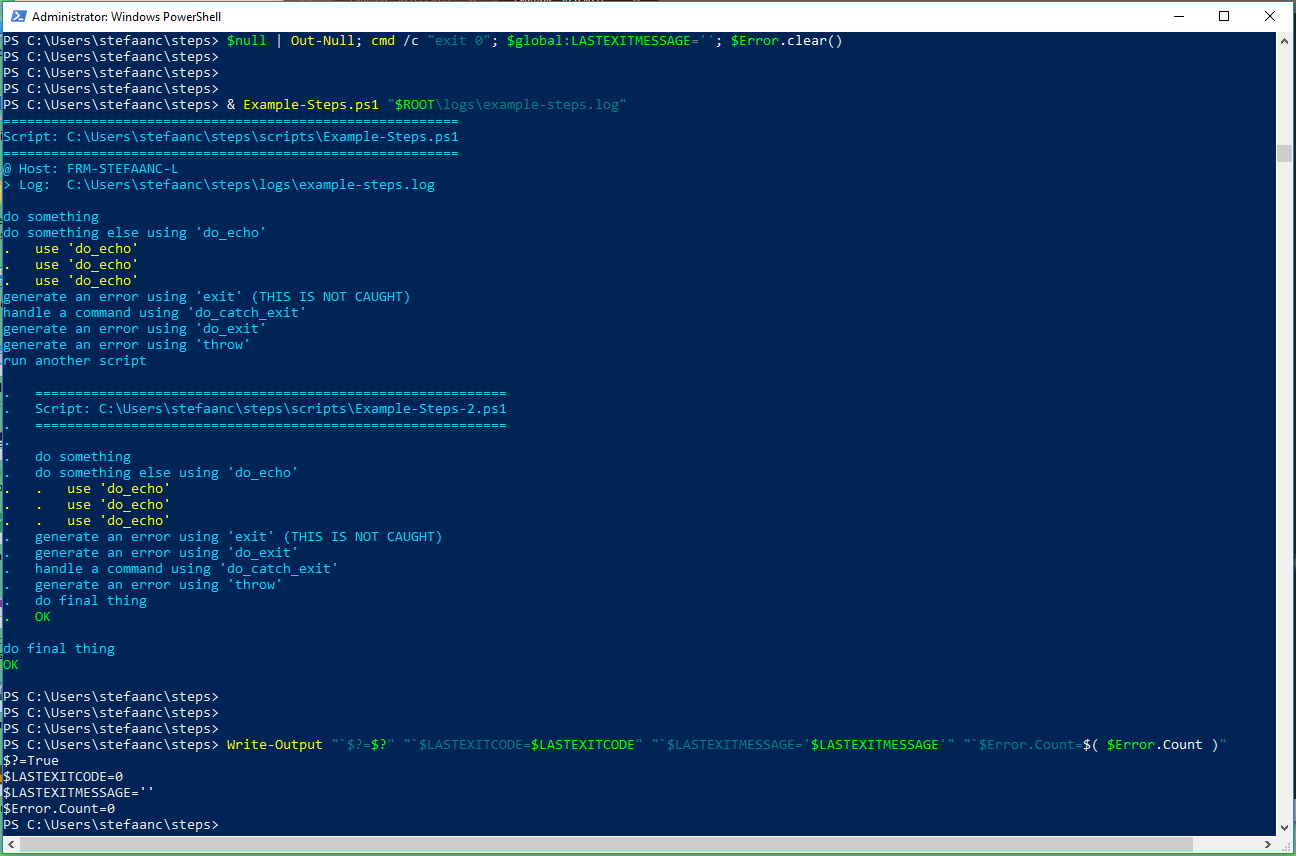 Administrator: Windows PowerShell
PS C:\Users\stefaanc\steps> $null | Out-Null; cmd /c "exit 0"; $global:LASTEXITMESSAGE=''; $Error.clear()
PS C:\Users\stefaanc\steps>
PS C:\Users\stefaanc\steps>
PS C:\Users\stefaanc\steps>
PS C:\Users\stefaanc\steps> & Example-Steps.ps1 "$ROOT\logs\example-steps.log"
=========================================================
Script: C:\Users\stefaanc\steps\scripts\Example-Steps.ps1
=========================================================
@ Host: FRM-STEFAANC-L
> Log:  C:\Users\stefaanc\steps\logs\example-steps.log
do something
do something else using 'do_echo'
.   use 'do_echo'
.   use 'do_echo'
.   use 'do_echo'
generate an error using 'exit' (THIS IS NOT CAUGHT)
handle a command using 'do_catch_exit'
generate an error using 'do_exit'
generate an error using 'throw'
run another script
.   ===========================================================
.   Script: C:\Users\stefaanc\steps\scripts\Example-Steps-2.ps1
.   ===========================================================
.
.   do something
.   do something else using 'do_echo'
.   .   use 'do_echo'
.   .   use 'do_echo'
.   .   use 'do_echo'
.   generate an error using 'exit' (THIS IS NOT CAUGHT)
.   generate an error using 'do_exit'
.   handle a command using 'do_catch_exit'
.   generate an error using 'throw'
.   do final thing
.   OK
do final thing
OK
PS C:\Users\stefaanc\steps>
PS C:\Users\stefaanc\steps>
PS C:\Users\stefaanc\steps>
PS C:\Users\stefaanc\steps> Write-Output "`$?=$?" "`$LASTEXITCODE=$LASTEXITCODE" "`$LASTEXITMESSAGE='$LASTEXITMESSAGE'" "`$Error.Count=$( $Error.Count )"
$?=True
$LASTEXITCODE=0
$LASTEXITMESSAGE=''
$Error.Count=0
PS C:\Users\stefaanc\steps>